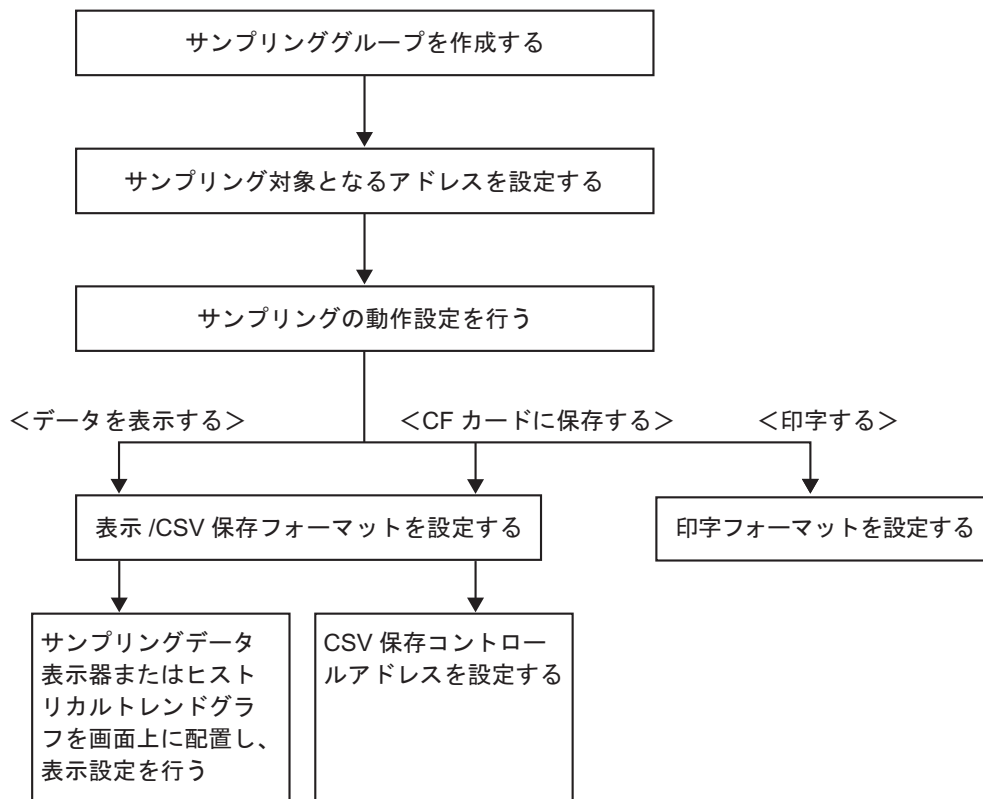 サンプリンググループを作成する
サンプリング対象となるアドレスを設定する
サンプリングの動作設定を行う
＜データを表示する＞
＜CF カードに保存する＞
＜印字する＞
表示 /CSV 保存フォーマットを設定する
印字フォーマットを設定する
サンプリングデータ
表示器またはヒスト
リカルトレンドグラ
フを画面上に配置し、
表示設定を行う
CSV 保存コントロー
ルアドレスを設定する